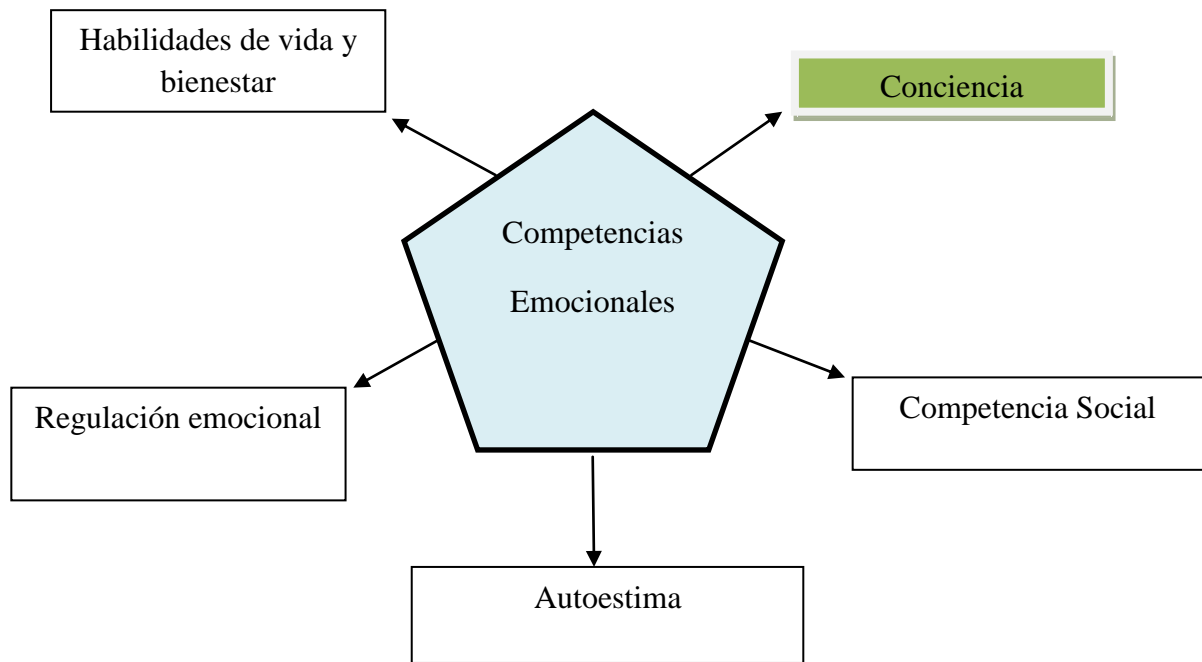 Habilidades de vida y
bienestar
Conciencia
Competencias
Emocionales
Regulación emocional
Competencia Social
Autoestima